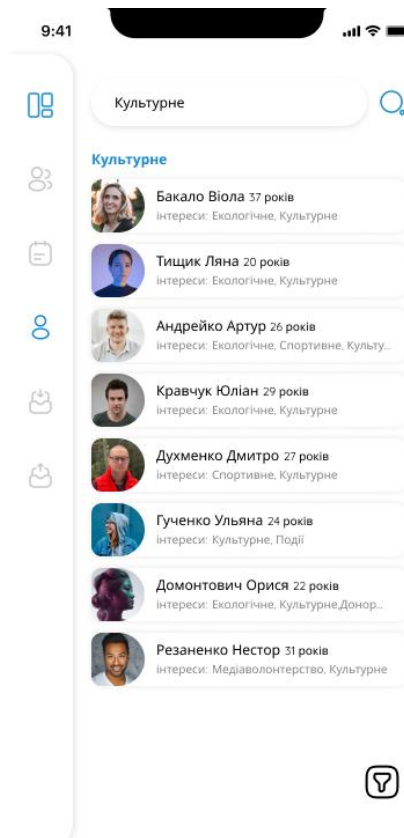 9:41
Культурне
Культурне
Бакало Віола 37 років
інтереси: Екологічне, Культурне
Тищик Ляна 20 років
інтереси: Екологічне, Культурне
Андрейко Артур 26 років
інтереси: Екологічне, Спортивне, Культу...
Кравчук Юліан 29 років
інтереси: Екологічне, Культурне
Духменко Дмитро 27 років
інтереси: Спортивне, Культурне
Гученко Ульяна 24 років
інтереси: Культурне, Події
Домонтович Орися 22 років
інтереси: Екологічне, Культурне,Донор...
Резаненко Нестор 31 років
інтереси: Медіаволонтерство, Культурне